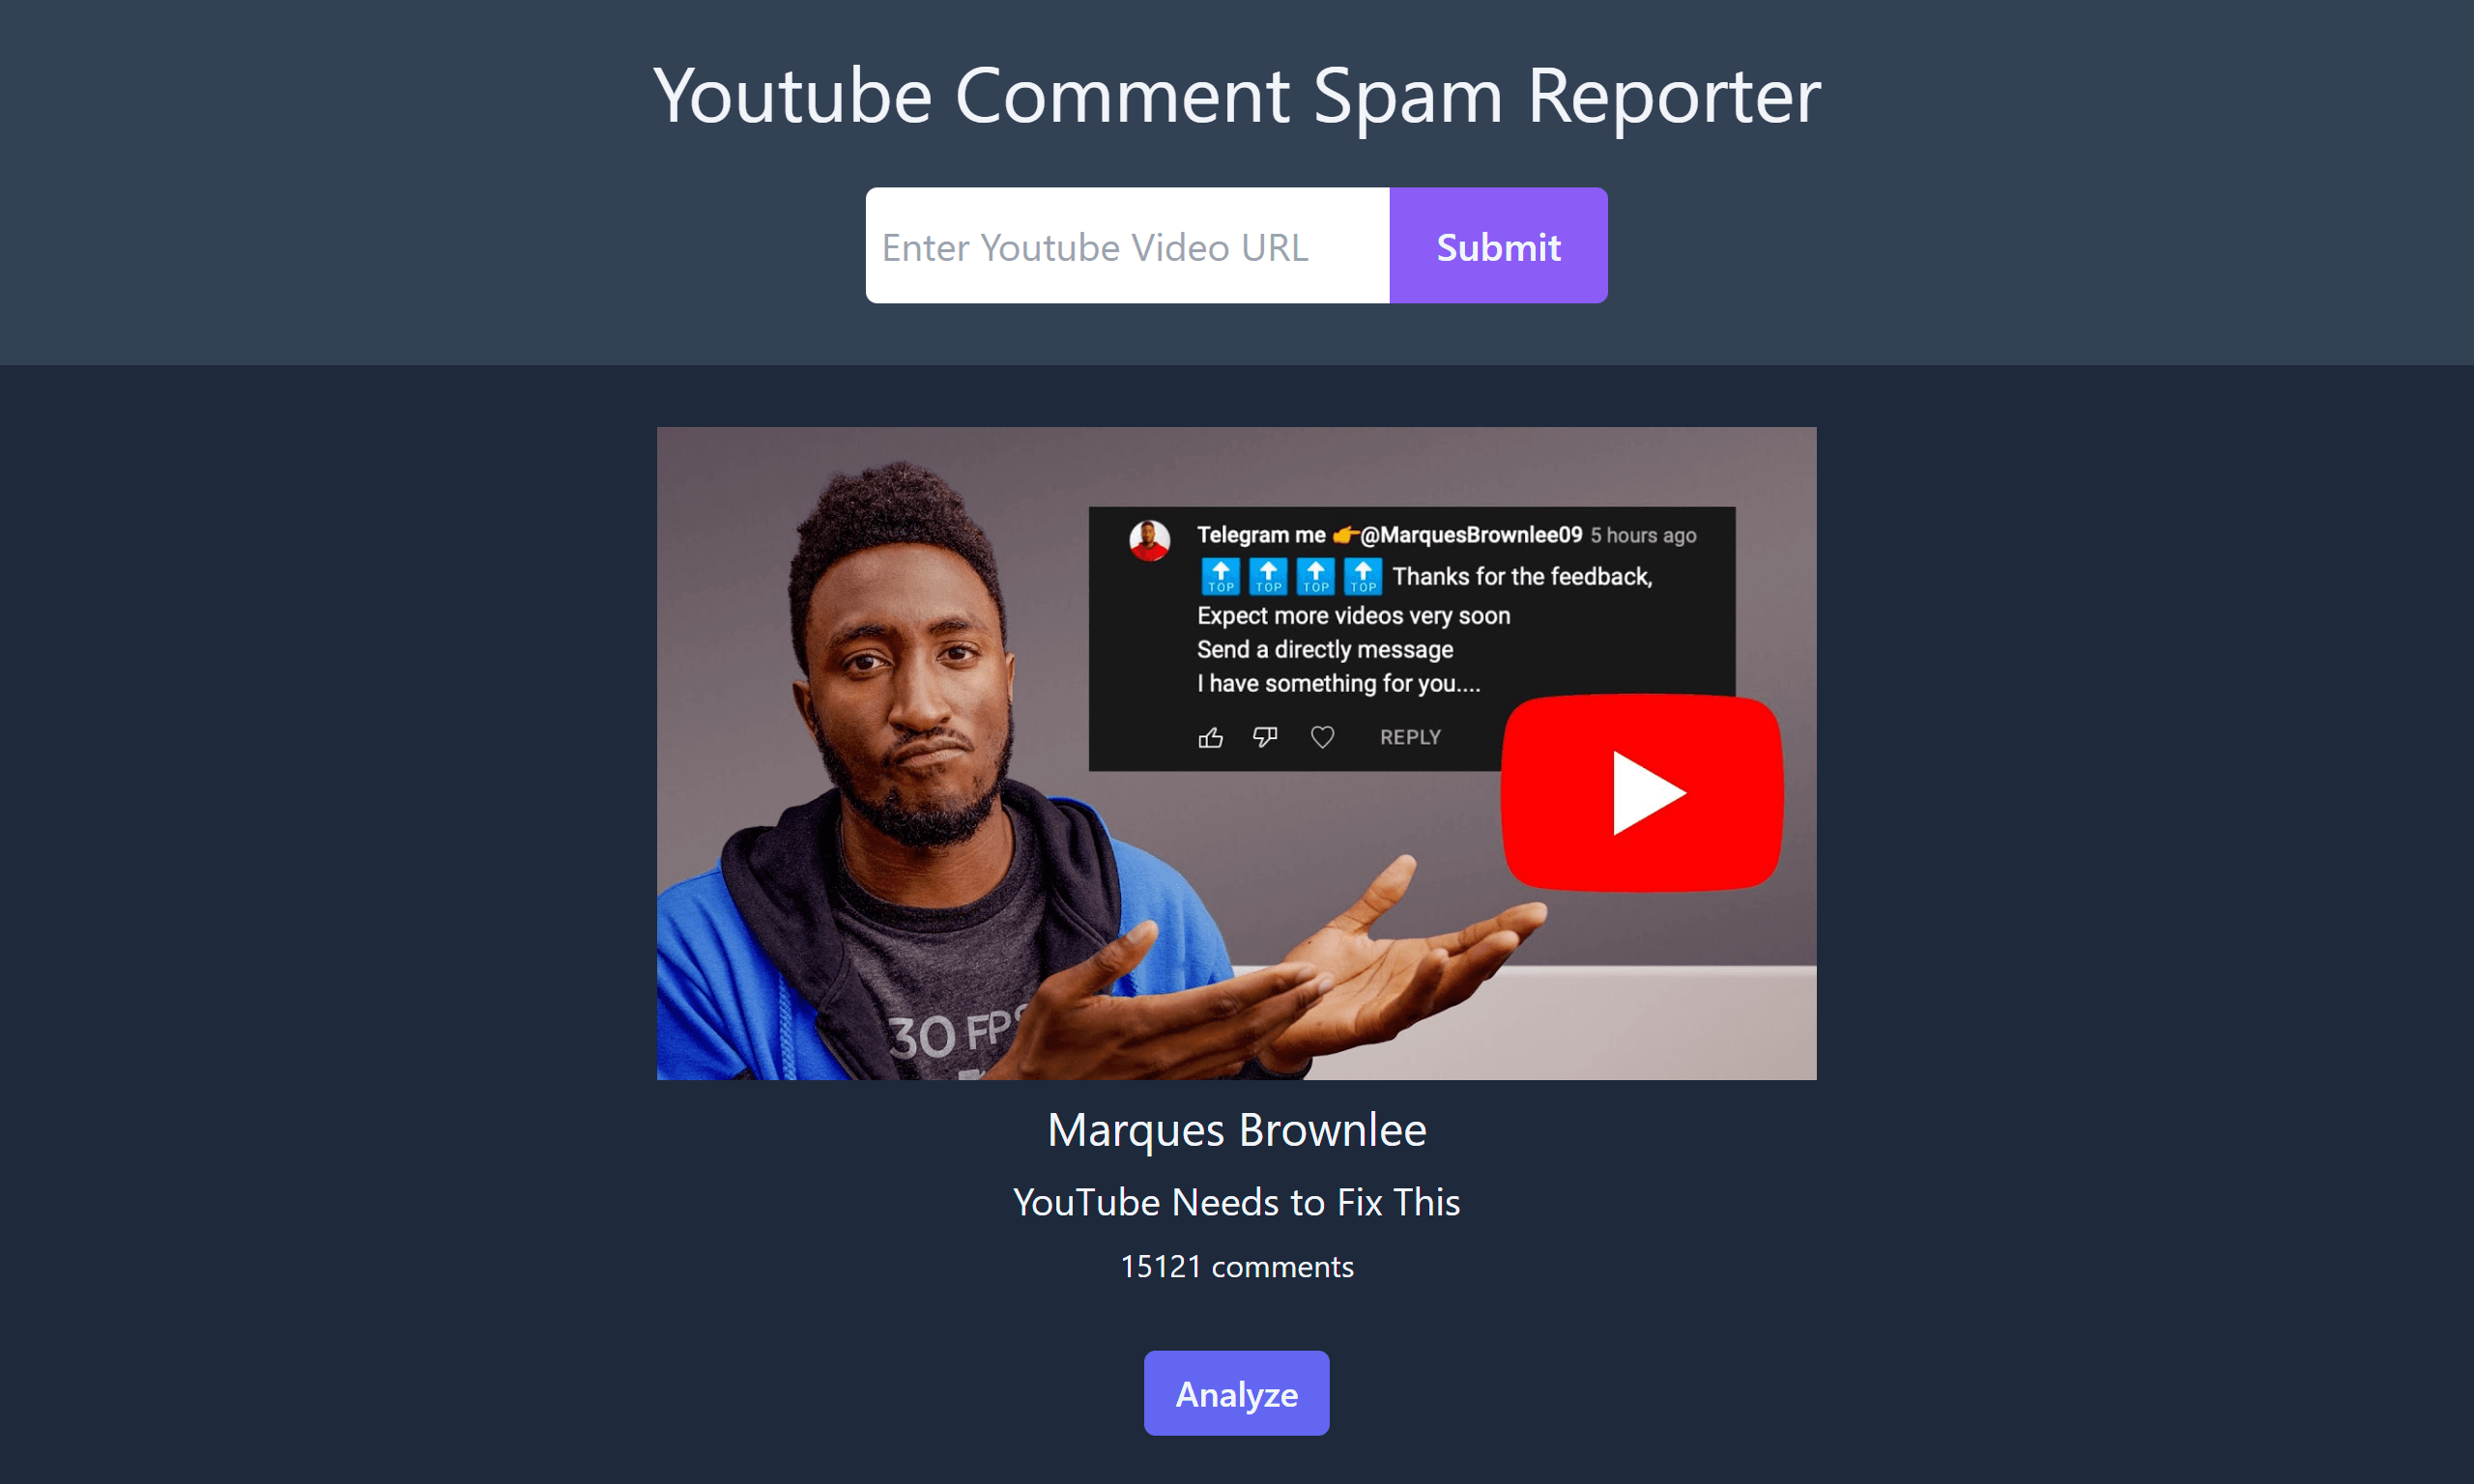 Youtube Comment Spam Reporter
Enter Youtube Video URL
Submit
Telegram me 👉@MarquesBrownlee09 5 hours ago
🔝🔝🔝🔝 Thanks for the feedback,
Expect more videos very soon
Send a directly message
I have something for you....
REPLY
30 FPS
Marques Brownlee
YouTube Needs to Fix This
15121 comments
Analyze